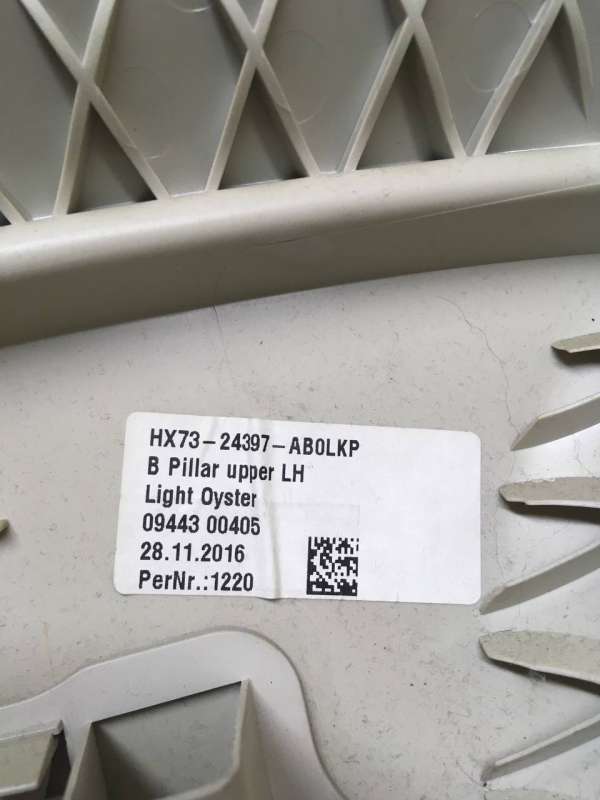 HX73-24397-AB0LKP
B Pillar upper LH
Light Oyster
09443 00405
28.11.2016
PerNr.:1220